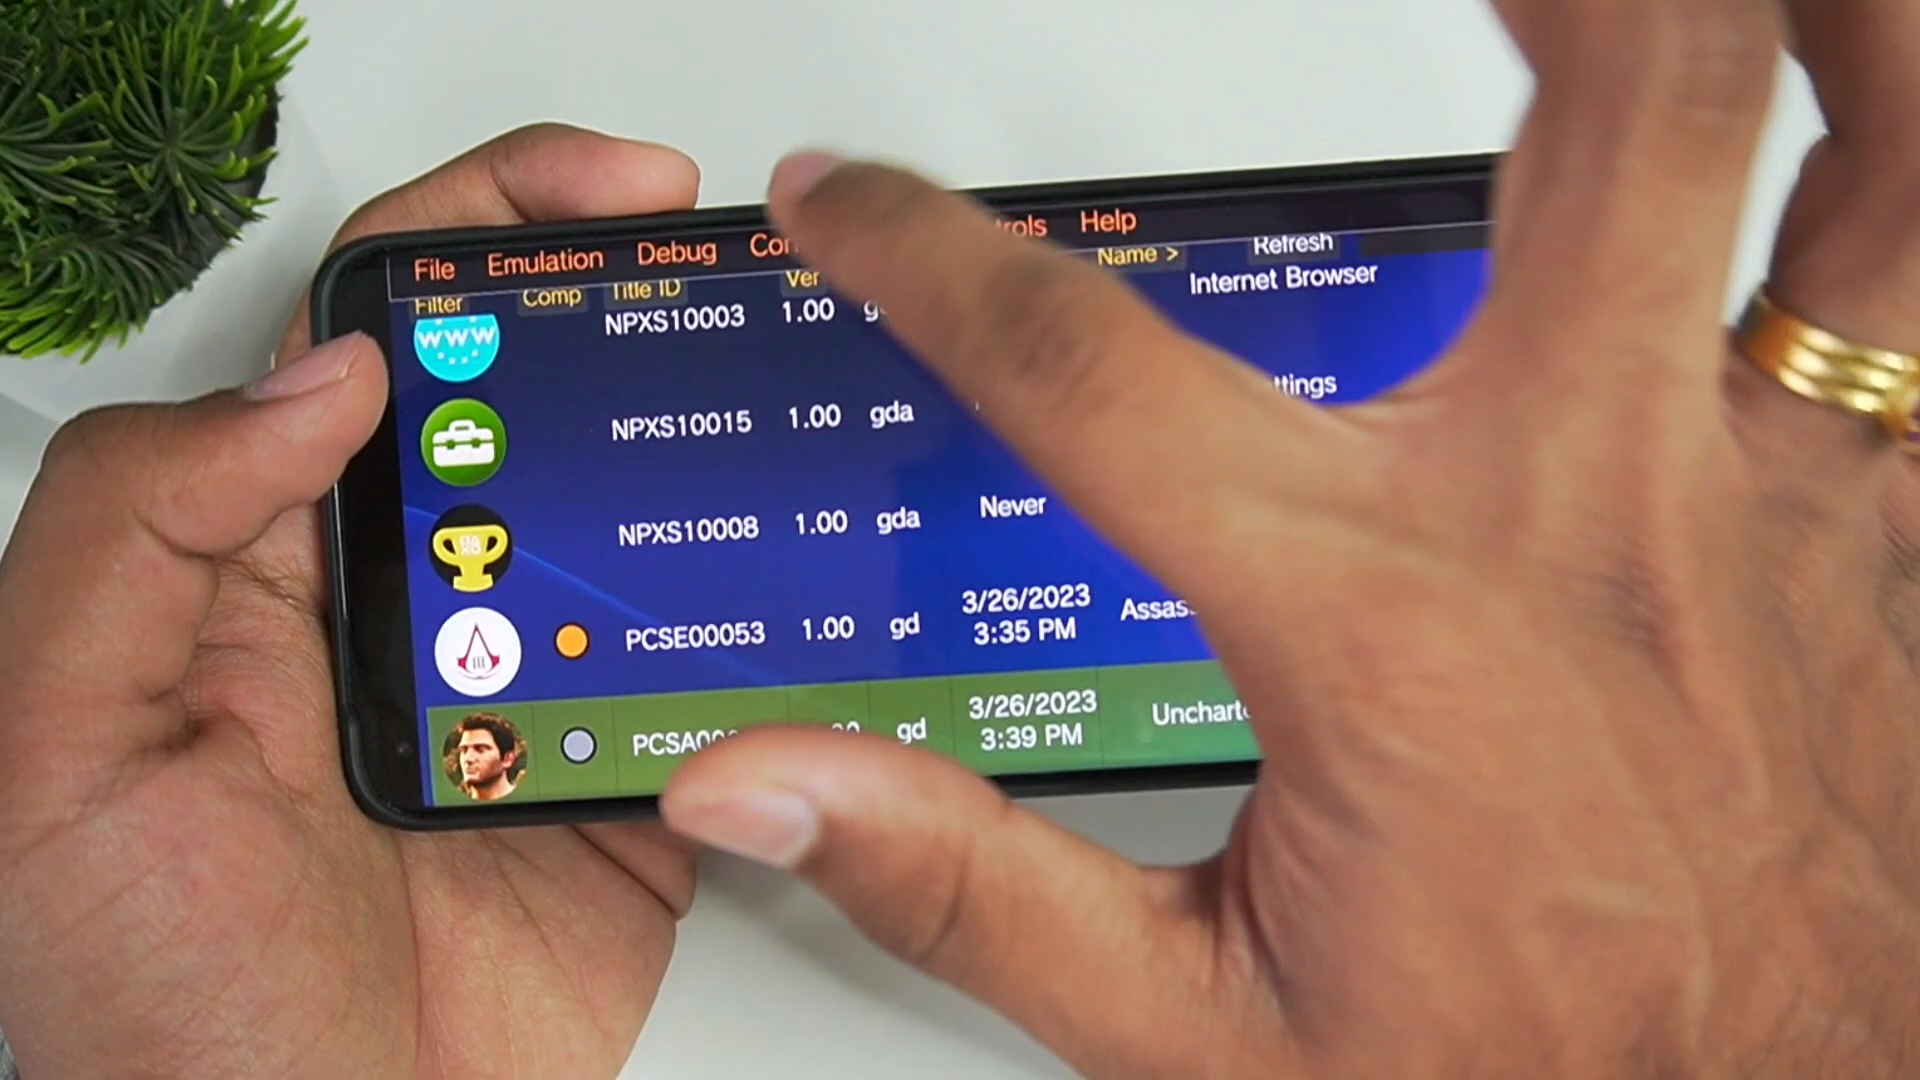 File Emulation Debug Help
Filter Comp Title ID Ver Name > Refresh
WWW NPXS10003 1.00 Internet Browser
NPXS10015 1.00 gda
NPXS10008 1.00 gda Never
III PCSE00053 1.00 gd 3/26/2023
3:35 PM
gd 3/26/2023
3:39 PM